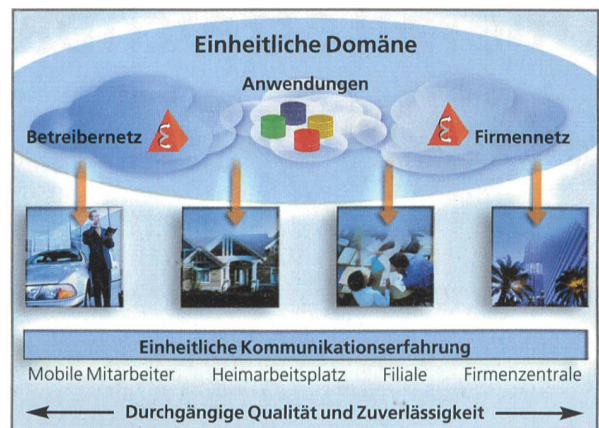 Einheitliche Domäne
Anwendungen
Betreibernetz
Firmennetz
Einheitliche Kommunikationserfahrung
Mobile Mitarbeiter Heimarbeitsplatz Filiale Firmenzentrale
Durchgängige Qualität und Zuverlässigkeit